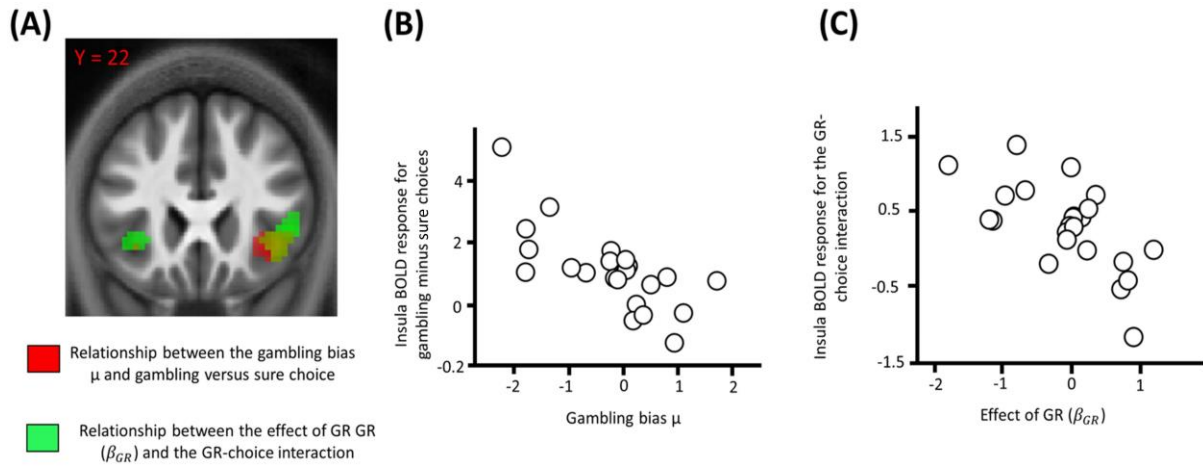 (A)
Y = 22
Relationship between the gambling bias
μ and gambling versus sure choice
Relationship between the effect of GR GR
(β_GR) and the GR-choice interaction
(B)
Insula BOLD response for
gambling minus sure choices
4
2
0
-0.2
-2
-1
0
1
2
Gambling bias μ
(C)
Insula BOLD response for the GR-
choice interaction
1.5
0.5
-0.5
-1.5
-2
-1
0
1
Effect of GR (β_GR)